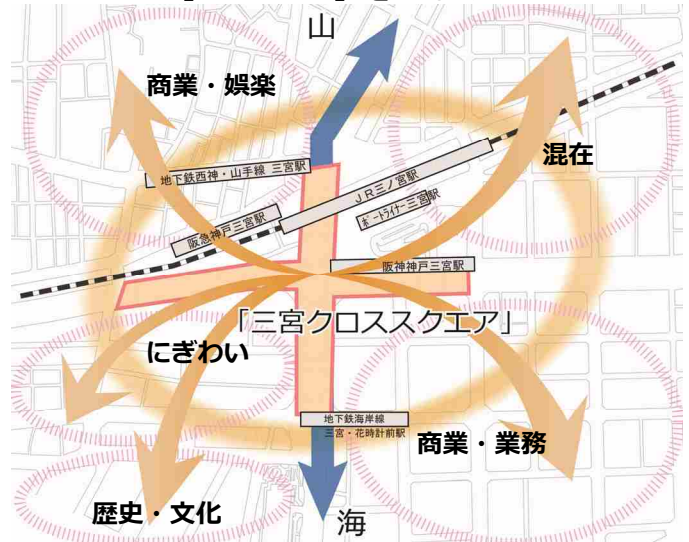 山
商業・娯楽
混在
地下鉄西神・山手線 三宮駅
JR三ノ宮駅
ポートライナー三宮駅
阪急神戸三宮駅
阪神神戸三宮駅
「三宮クロススクエア」
にぎわい
地下鉄海岸線
三宮・花時計前駅
商業・業務
歴史・文化
海